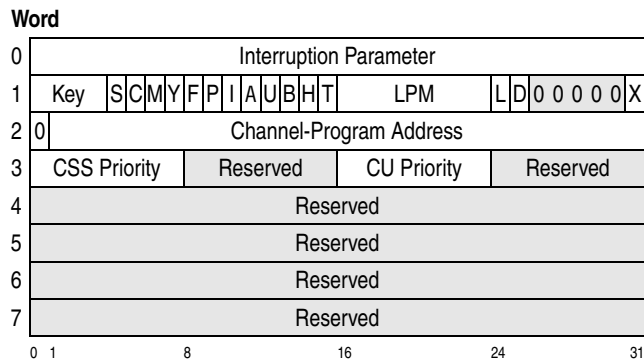 Word
0 Interruption Parameter
1 Key S C M Y F P I A U B H T LPM L D 0 0 0 0 0 X
2 0 Channel-Program Address
3 CSS Priority Reserved CU Priority Reserved
4 Reserved
5 Reserved
6 Reserved
7 Reserved
0 1 8 16 24 31